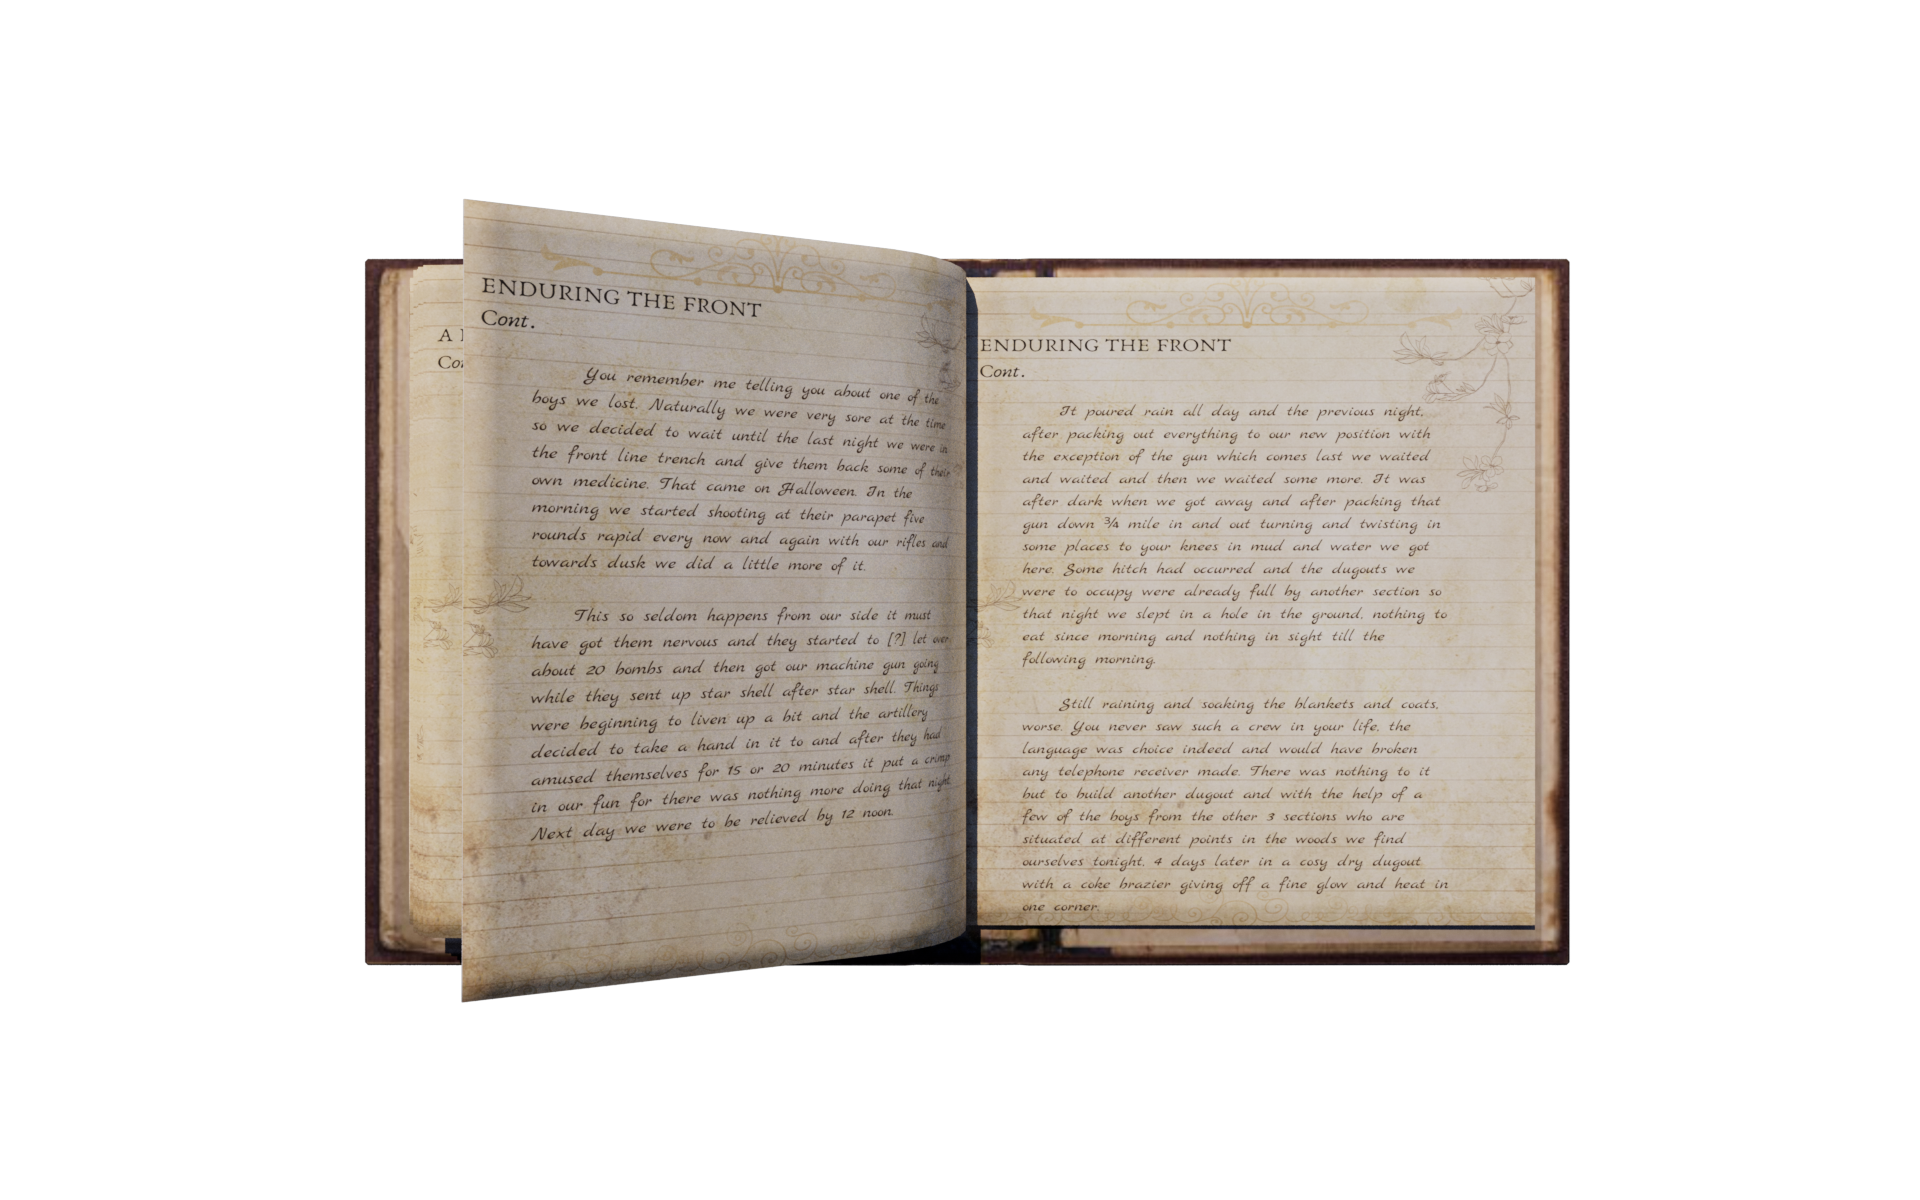 A
Co
ENDURING THE FRONT
Cont.
You remember me telling you about one of the
boys we lost. Naturally we were very sore at the time
so we decided to wait until the last night we were in
the front line trench and give them back some of their
own medicine. That came on Halloween. In the
morning we started shooting at their parapet five
rounds rapid every now and again with our rifles and
towards dusk we did a little more of it.
This so seldom happens from our side it must
have got them nervous and they started to [?] let over
about 20 bombs and then got our machine gun going
while they sent up star shell after star shell. Things
were beginning to liven up a bit and the artillery
decided to take a hand in it to and after they had
amused themselves for 15 or 20 minutes it put a crimp
in our fun for there was nothing more doing that night.
Next day we were to be relieved by 12 noon.
ENDURING THE FRONT
Cont.
It poured rain all day and the previous night,
after packing out everything to our new position with
the exception of the gun which comes last we waited
and waited and then we waited some more. It was
after dark when we got away and after packing that
gun down ¾ mile in and out turning and twisting in
some places to your knees in mud and water we got
here. Some hitch had occurred and the dugouts we
were to occupy were already full by another section so
that night we slept in a hole in the ground, nothing to
eat since morning and nothing in sight till the
following morning.
Still raining and soaking the blankets and coats,
worse. You never saw such a crew in your life, the
language was choice indeed and would have broken
any telephone receiver made. There was nothing to it
but to build another dugout and with the help of a
few of the boys from the other 3 sections who are
situated at different points in the woods we find
ourselves tonight, 4 days later in a cosy dry dugout
with a coke brazier giving off a fine glow and heat in
one corner.